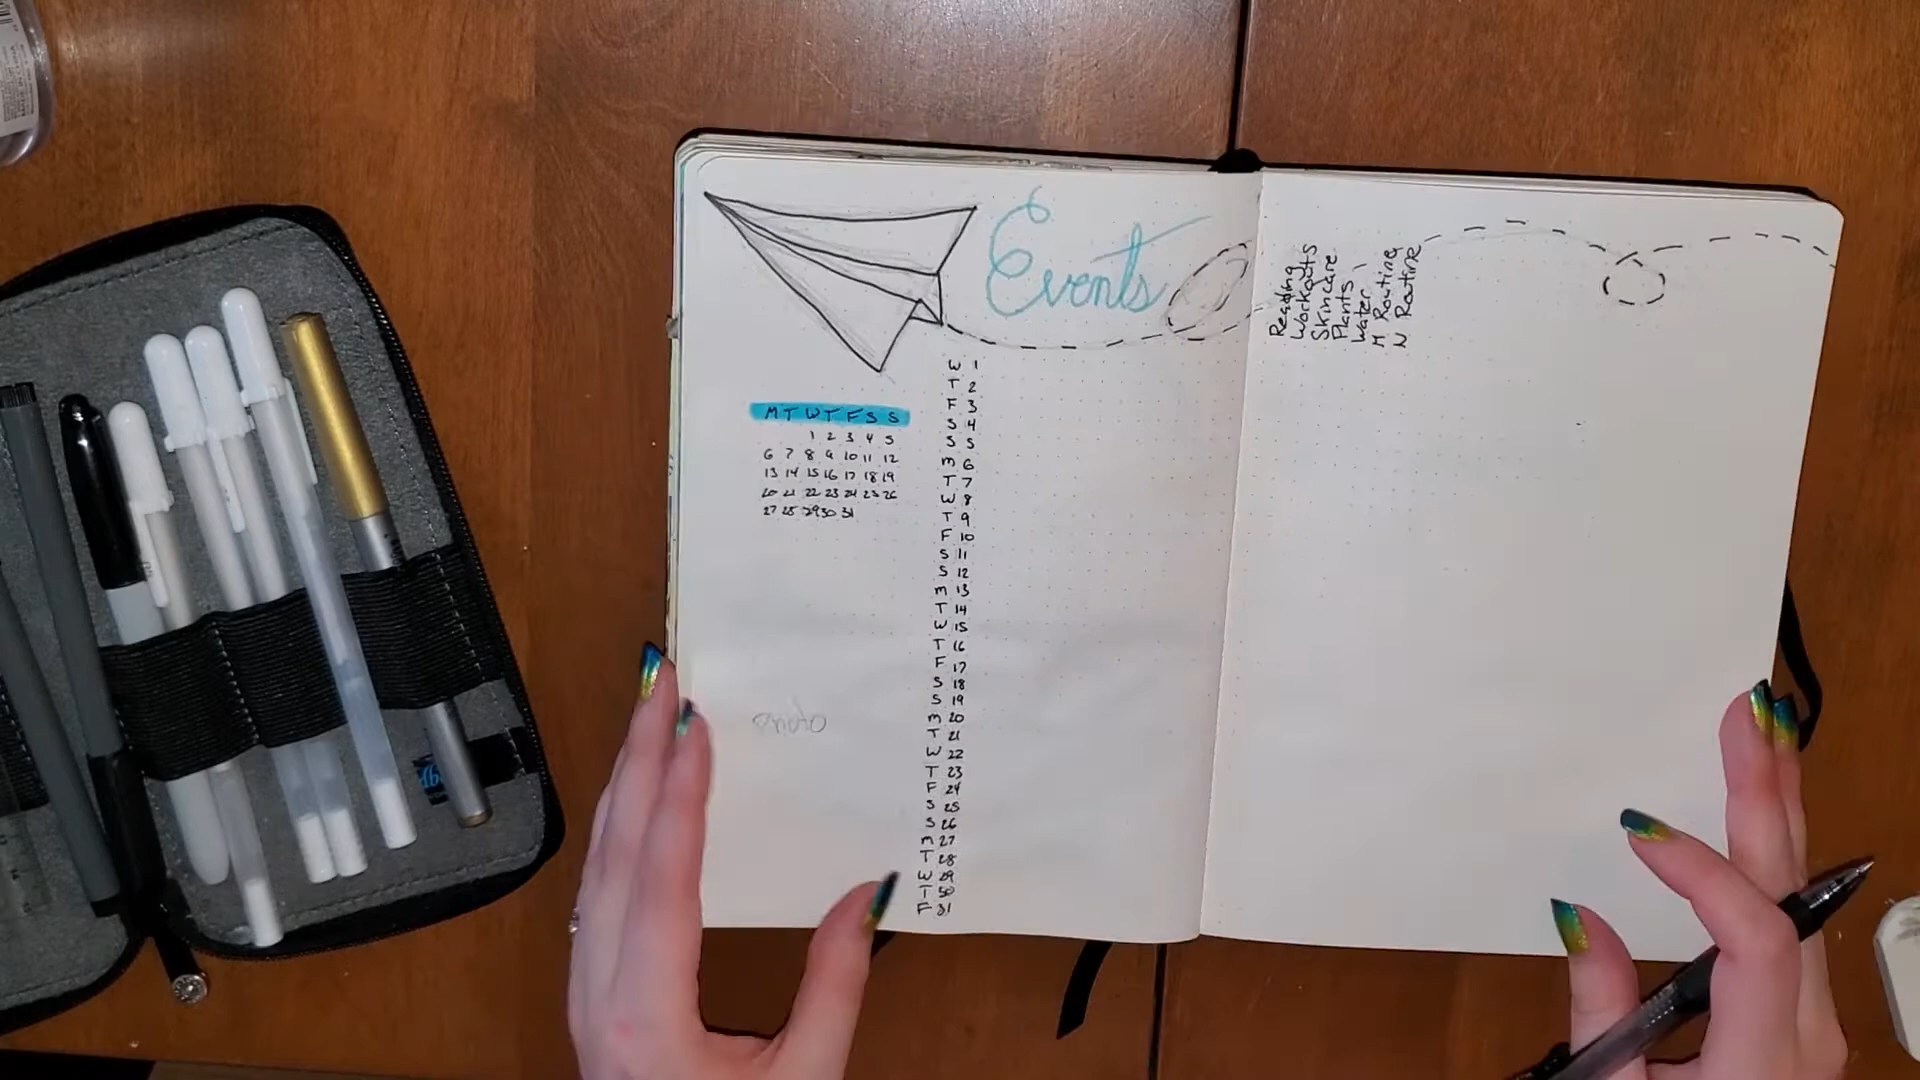 Events
M T W T F S S
1 2 3 4 5
6 7 8 9 10 11 12
13 14 15 16 17 18 19
20 21 22 23 24 25 26
27 28 29 30 31
W 1
T 2
F 3
S 4
S 5
M 6
T 7
W 8
T 9
F 10
S 11
S 12
M 13
T 14
W 15
T 16
F 17
S 18
S 19
M 20
T 21
W 22
T 23
F 24
S 25
S 26
M 27
T 28
W 29
T 30
F 31
Reading
Workouts
Skincare
Plants
Water
M Routine
N Routine